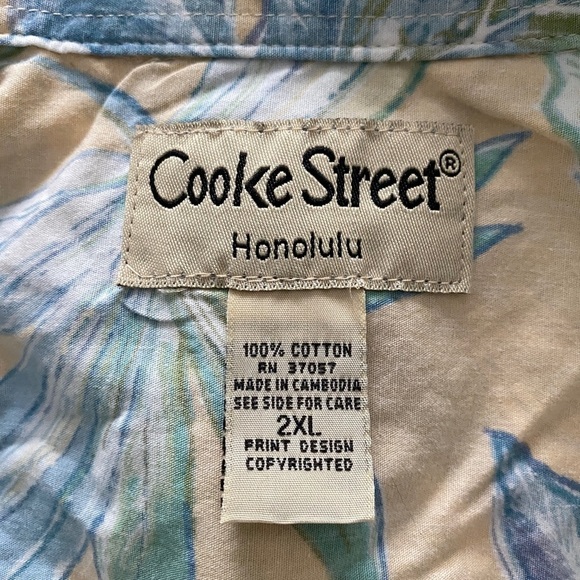 Cooke Street®
Honolulu
100% COTTON
RN 37057
MADE IN CAMBODIA
SEE SIDE FOR CARE
2XL
PRINT DESIGN
COPYRIGHTED